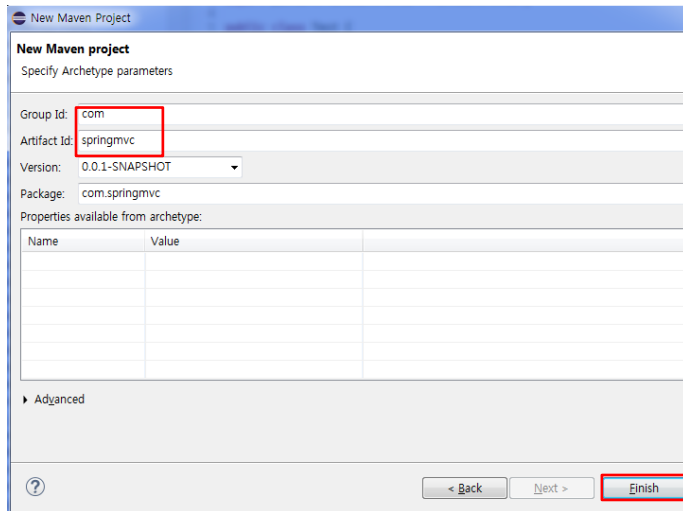 New Maven Project
New Maven project
Specify Archetype parameters
Group Id: com
Artifact Id: springmvc
Version: 0.0.1-SNAPSHOT
Package: com.springmvc
Properties available from archetype:
Name Value
Advanced
< Back Next > Finish